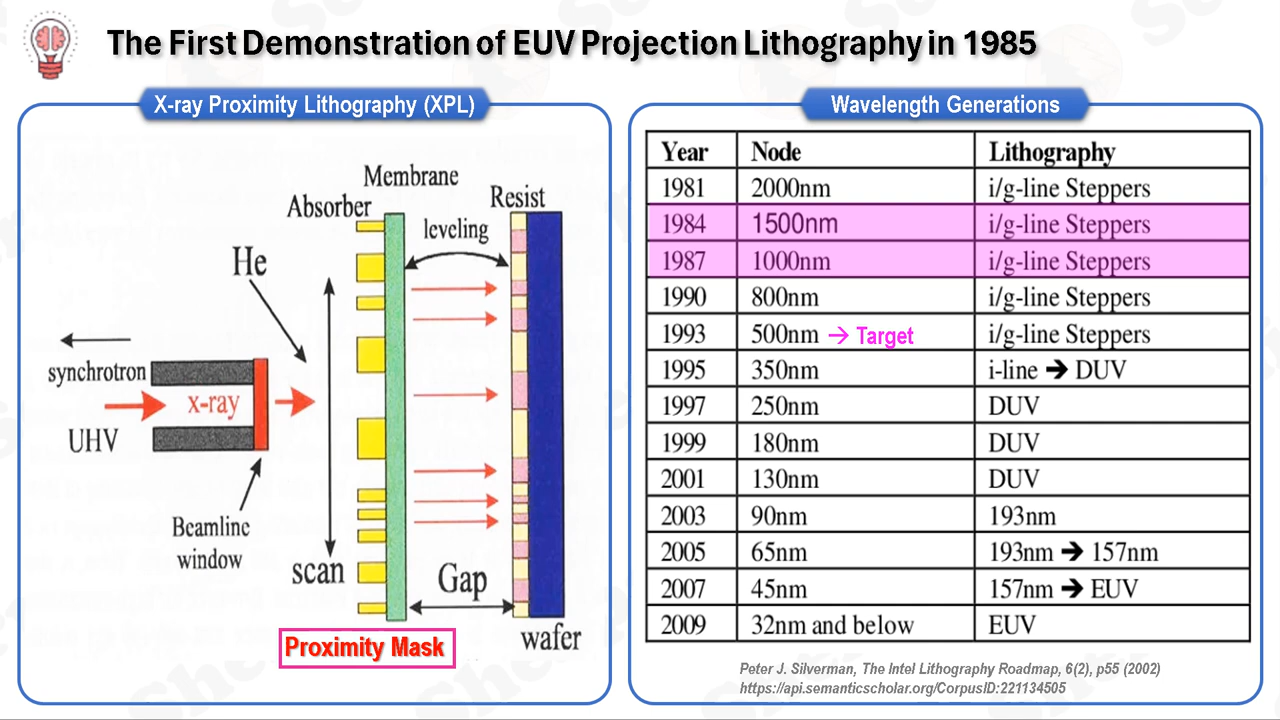 The First Demonstration of EUV Projection Lithography in 1985
X-ray Proximity Lithography (XPL)
Membrane
Absorber
Resist
leveling
He
synchrotron
x-ray
UHV
Beamline
window
scan
Gap
wafer
Proximity Mask
Wavelength Generations
Year Node Lithography
1981 2000nm i/g-line Steppers
1984 1500nm i/g-line Steppers
1987 1000nm i/g-line Steppers
1990 800nm i/g-line Steppers
1993 500nm → Target i/g-line Steppers
1995 350nm i-line ➔ DUV
1997 250nm DUV
1999 180nm DUV
2001 130nm DUV
2003 90nm 193nm
2005 65nm 193nm ➔ 157nm
2007 45nm 157nm ➔ EUV
2009 32nm and below EUV
Peter J. Silverman, The Intel Lithography Roadmap, 6(2), p55 (2002)
https://api.semanticscholar.org/CorpusID:221134505